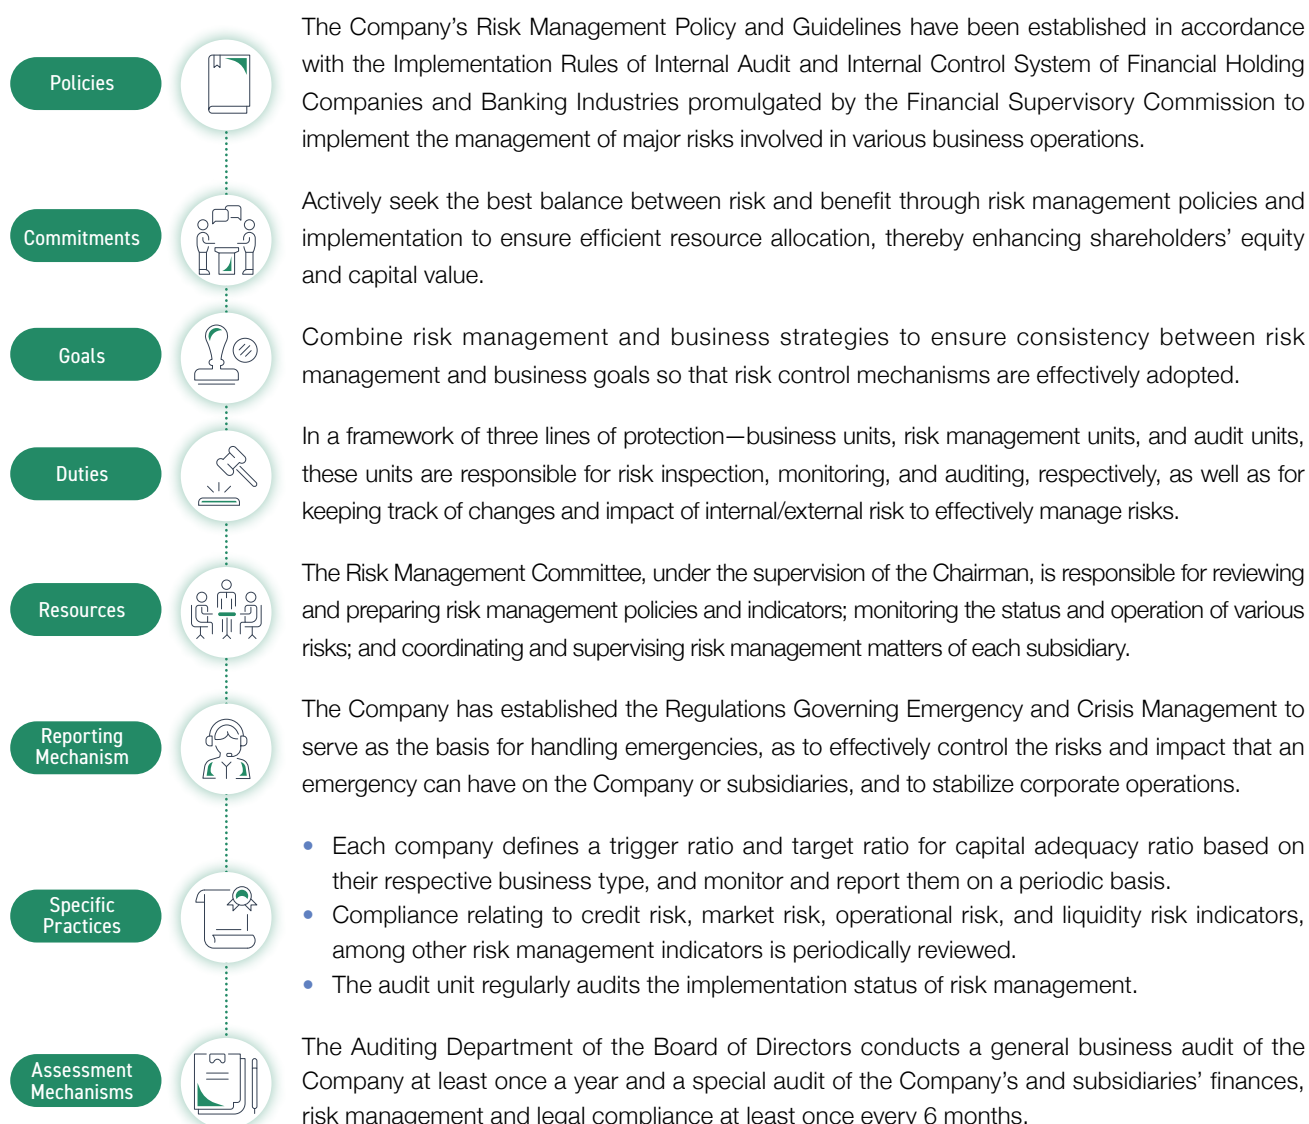 Policies
The Company’s Risk Management Policy and Guidelines have been established in accordance
with the Implementation Rules of Internal Audit and Internal Control System of Financial Holding
Companies and Banking Industries promulgated by the Financial Supervisory Commission to
implement the management of major risks involved in various business operations.
Commitments
Actively seek the best balance between risk and benefit through risk management policies and
implementation to ensure efficient resource allocation, thereby enhancing shareholders’ equity
and capital value.
Goals
Combine risk management and business strategies to ensure consistency between risk
management and business goals so that risk control mechanisms are effectively adopted.
Duties
In a framework of three lines of protection—business units, risk management units, and audit units,
these units are responsible for risk inspection, monitoring, and auditing, respectively, as well as for
keeping track of changes and impact of internal/external risk to effectively manage risks.
Resources
The Risk Management Committee, under the supervision of the Chairman, is responsible for reviewing
and preparing risk management policies and indicators; monitoring the status and operation of various
risks; and coordinating and supervising risk management matters of each subsidiary.
Reporting
Mechanism
The Company has established the Regulations Governing Emergency and Crisis Management to
serve as the basis for handling emergencies, as to effectively control the risks and impact that an
emergency can have on the Company or subsidiaries, and to stabilize corporate operations.
Specific
Practices
• Each company defines a trigger ratio and target ratio for capital adequacy ratio based on
their respective business type, and monitor and report them on a periodic basis.
• Compliance relating to credit risk, market risk, operational risk, and liquidity risk indicators,
among other risk management indicators is periodically reviewed.
• The audit unit regularly audits the implementation status of risk management.
Assessment
Mechanisms
The Auditing Department of the Board of Directors conducts a general business audit of the
Company at least once a year and a special audit of the Company’s and subsidiaries’ finances,
risk management and legal compliance at least once every 6 months.